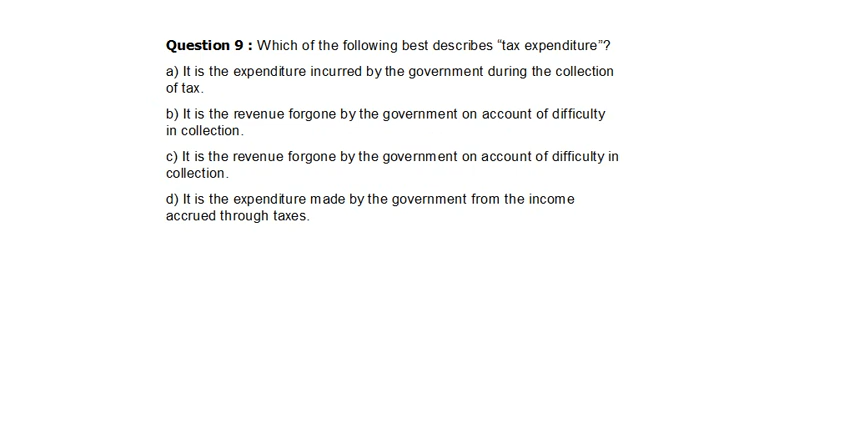 Question 9 : Which of the following best describes “tax expenditure”?
a) It is the expenditure incurred by the government during the collection
of tax.
b) It is the revenue forgone by the government on account of difficulty
in collection.
c) It is the revenue forgone by the government on account of difficulty in
collection.
d) It is the expenditure made by the government from the income
accrued through taxes.